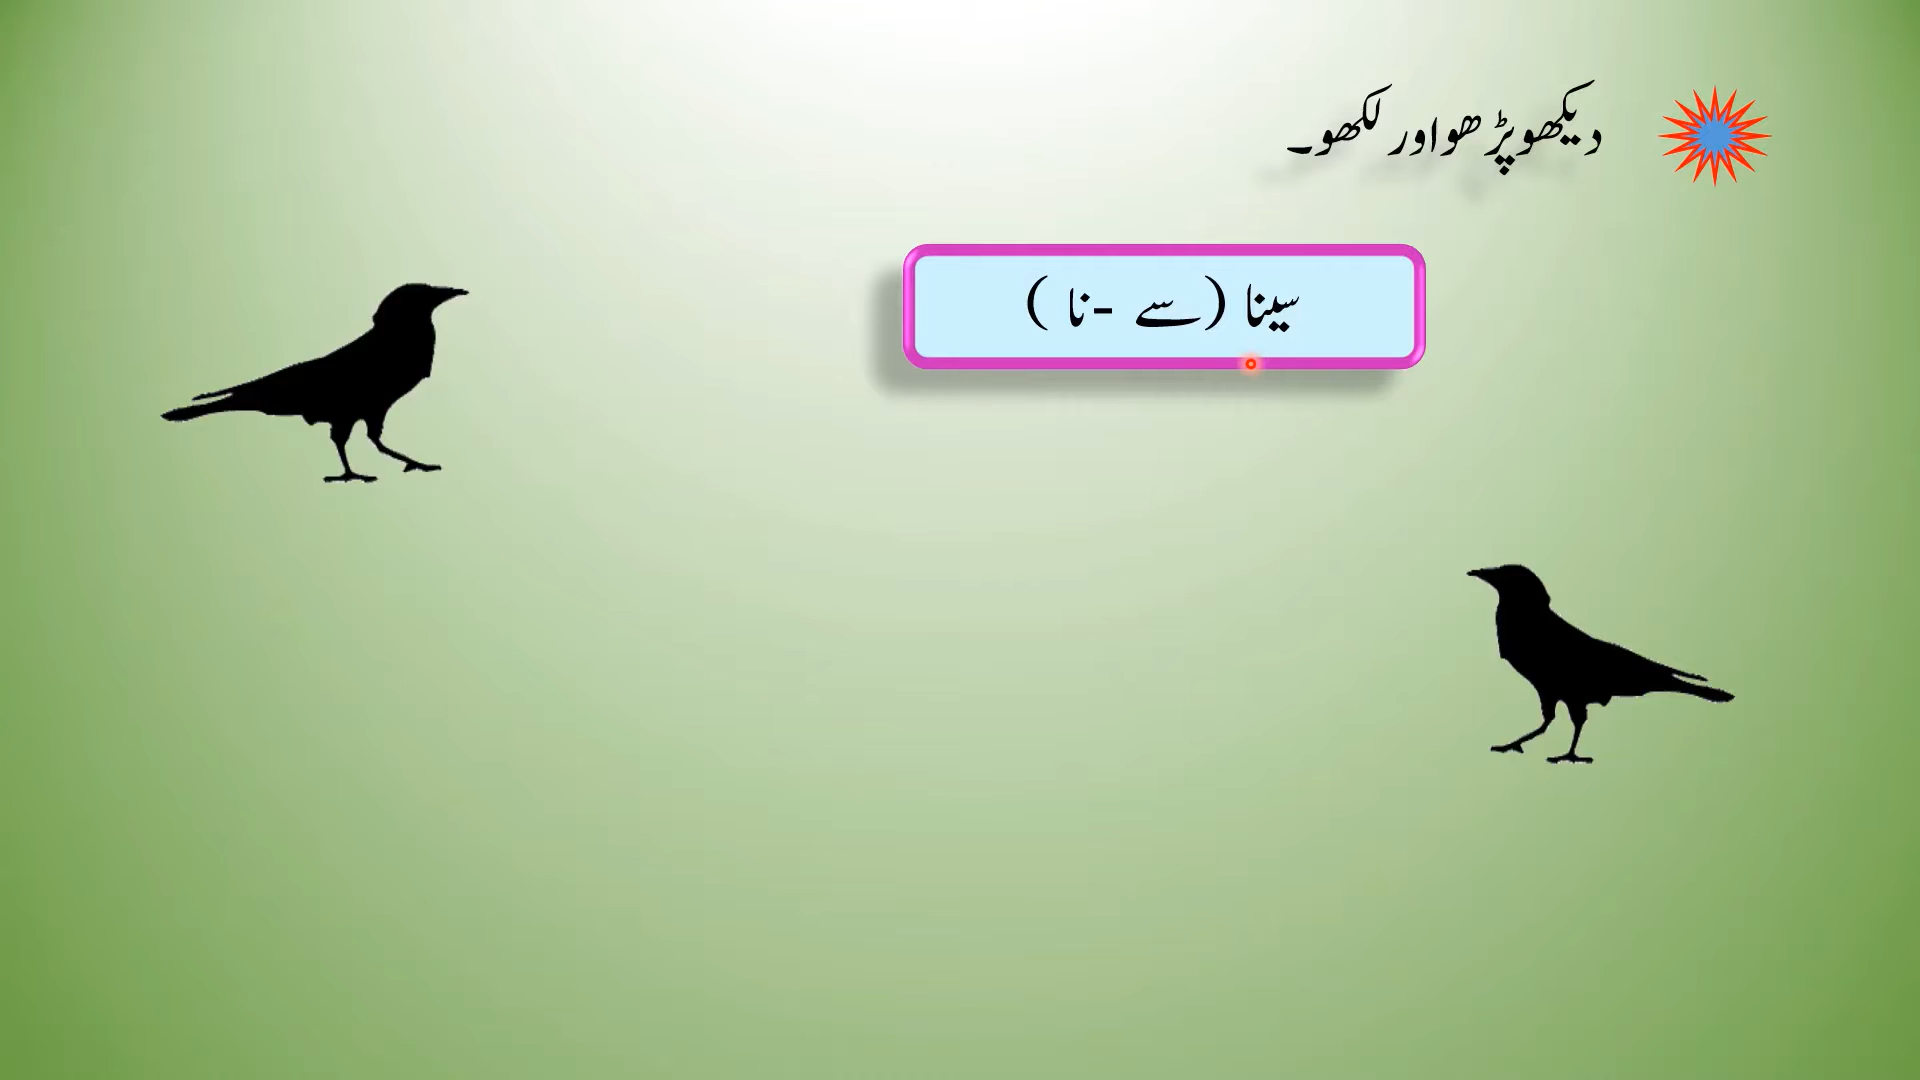 دیکھو پڑھو اور لکھو۔
سینا (سے - نا )